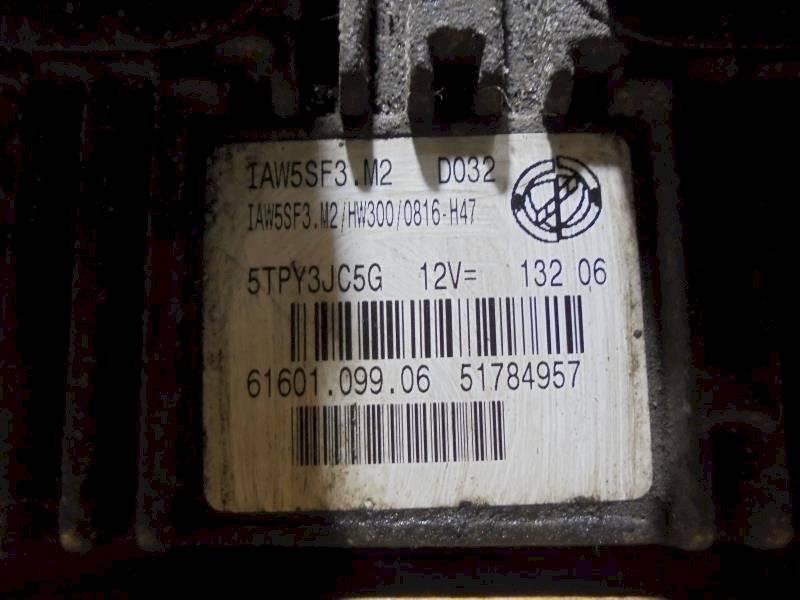 IAW5SF3.M2 D032
IAW5SF3.M2/HW300/0816-H47
5TPY3JC5G 12V= 132 06
61601.099.06 51784957